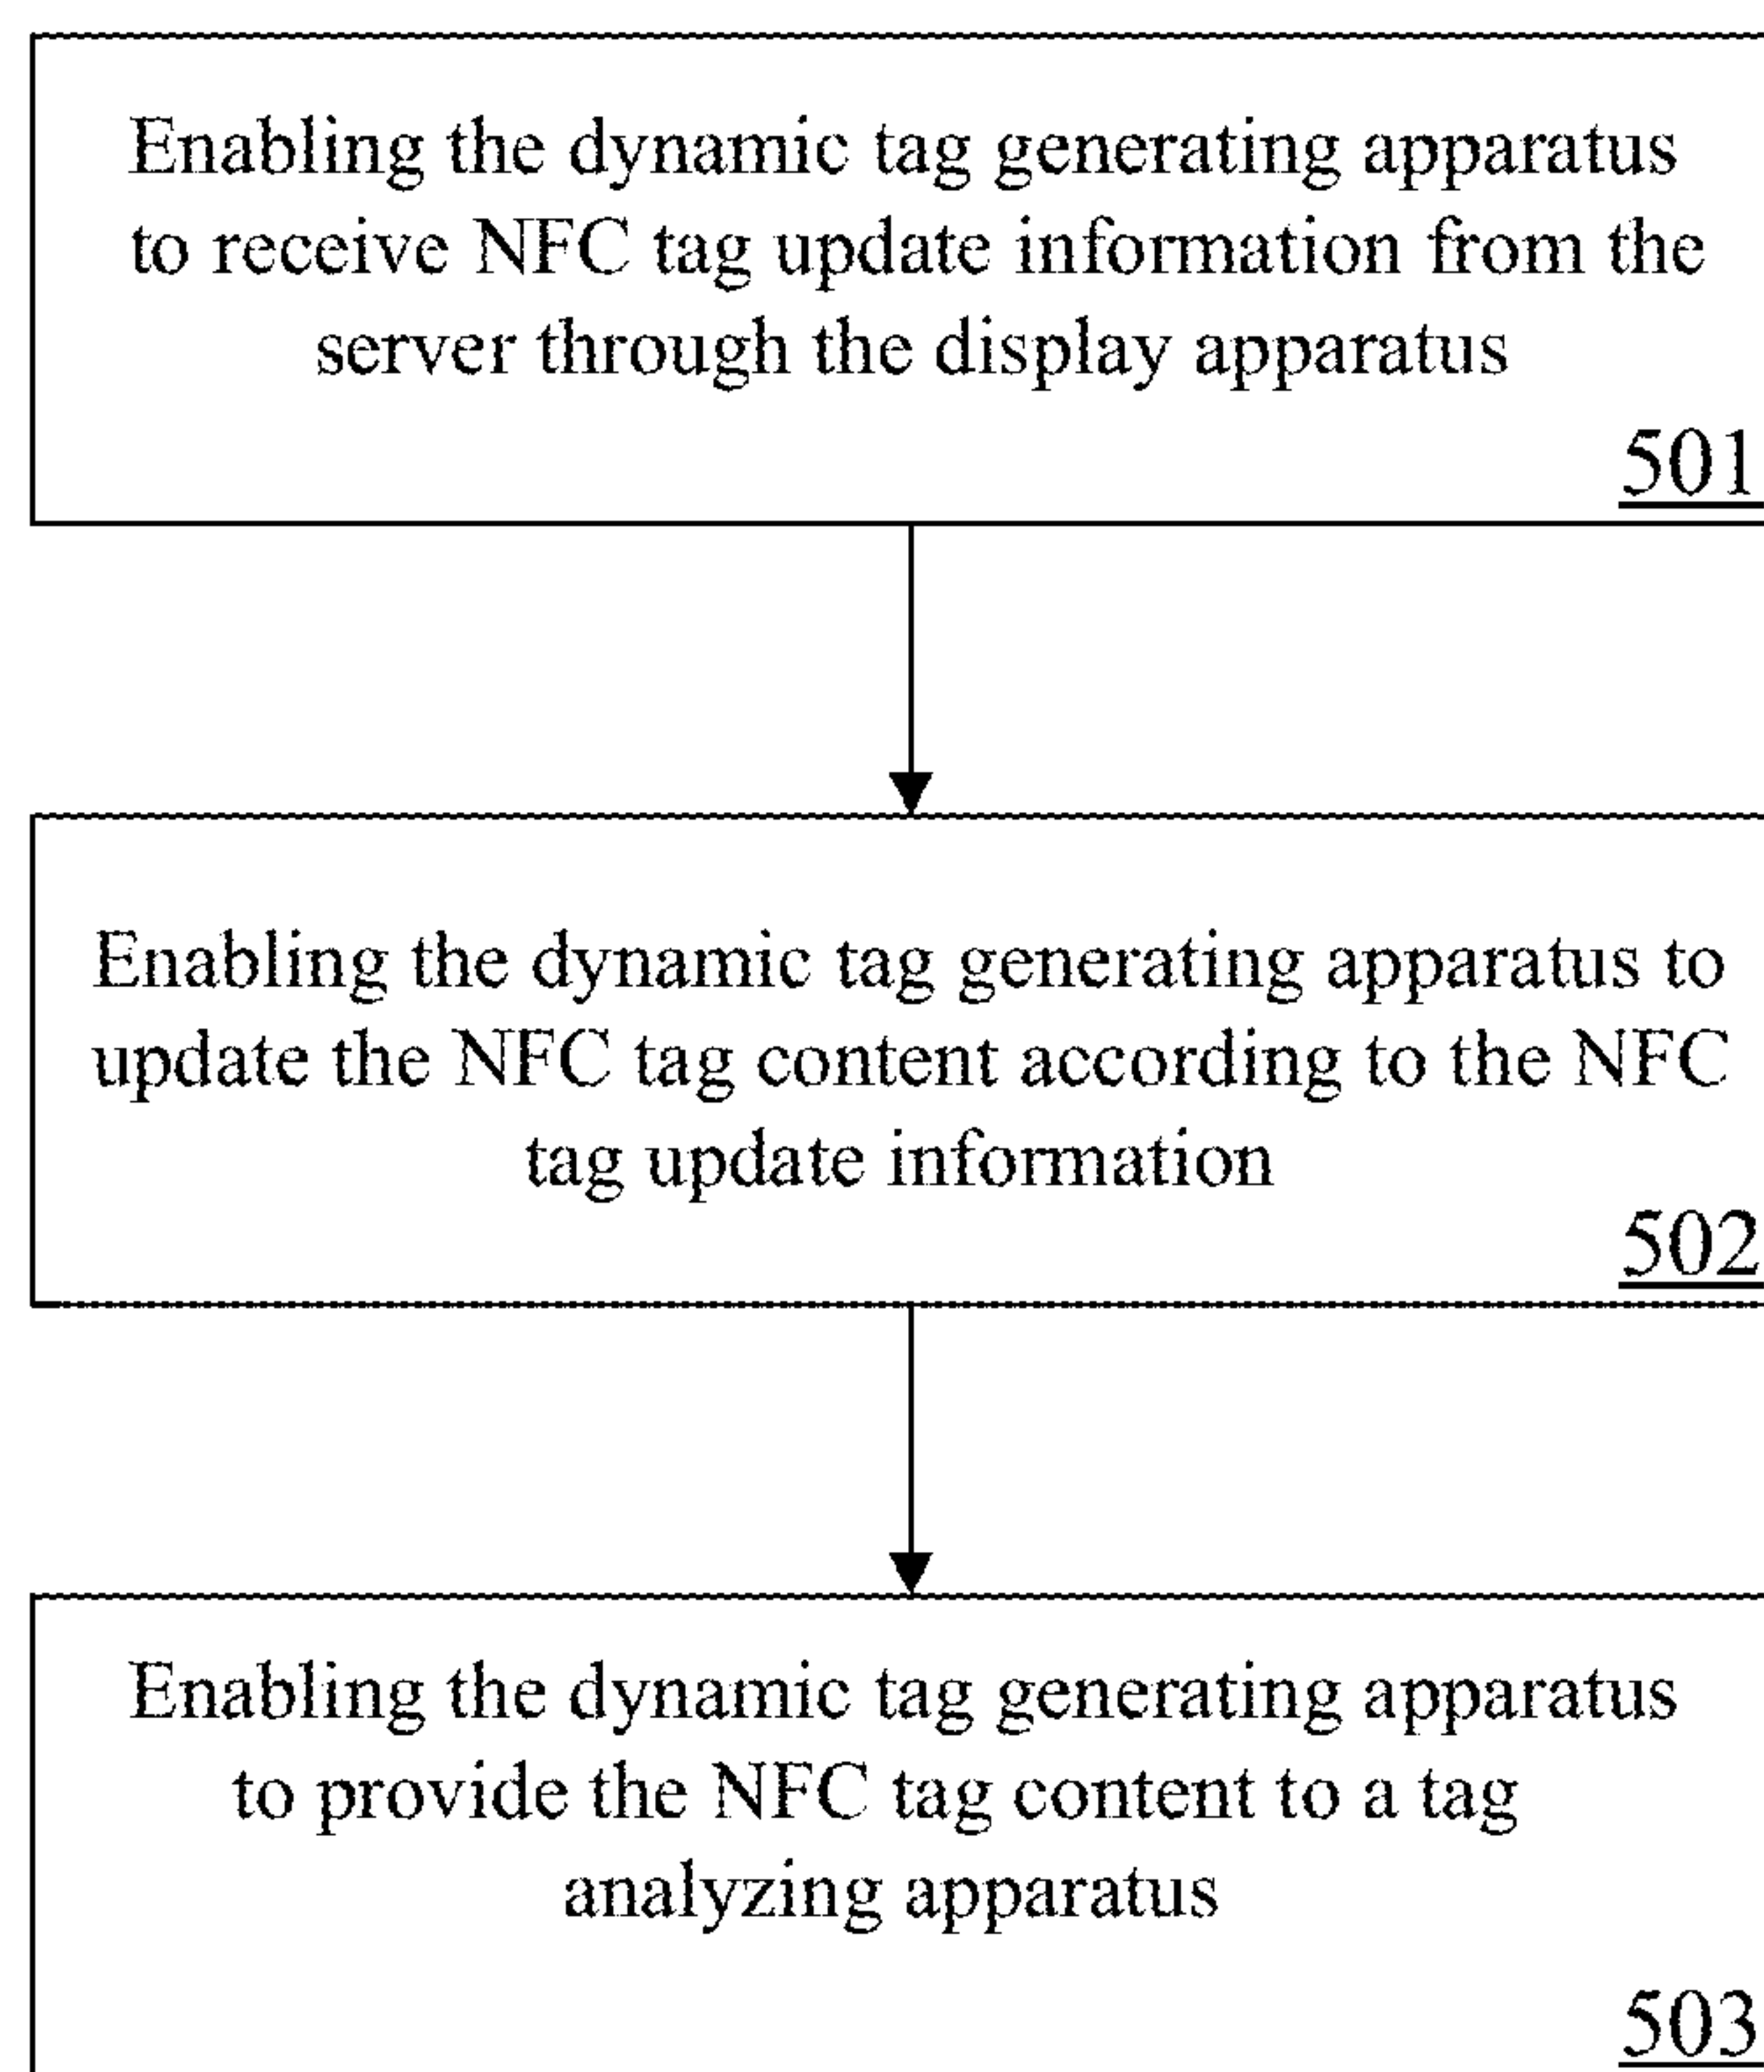 Enabling the dynamic tag generating apparatus
to receive NFC tag update information from the
server through the display apparatus
501
Enabling the dynamic tag generating apparatus to
update the NFC tag content according to the NFC
tag update information
502
Enabling the dynamic tag generating apparatus
to provide the NFC tag content to a tag
analyzing apparatus
503